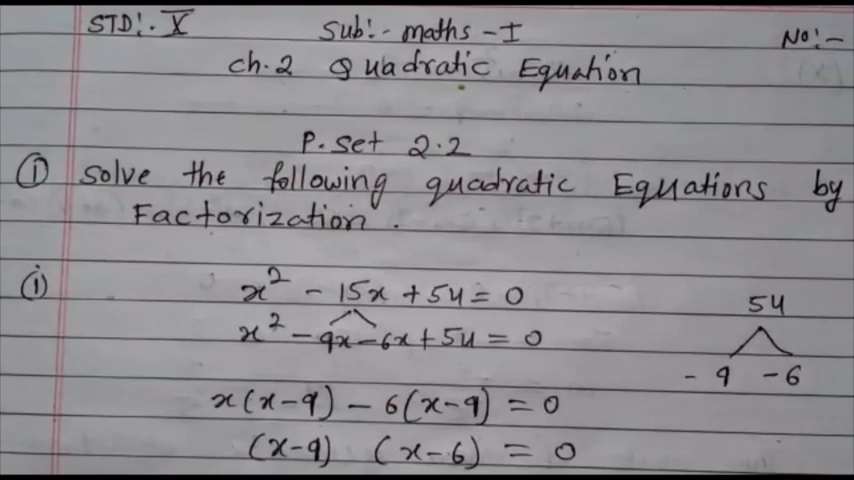 STD:- X Sub:- maths - I No:-
ch.2 Quadratic Equation
P. set 2.2
① solve the following quadratic Equations by
Factorization.
(i) x² - 15x + 54 = 0 54
x² - 9x - 6x + 54 = 0
- 9 - 6
x(x-9) - 6(x-9) = 0
(x-9) (x-6) = 0